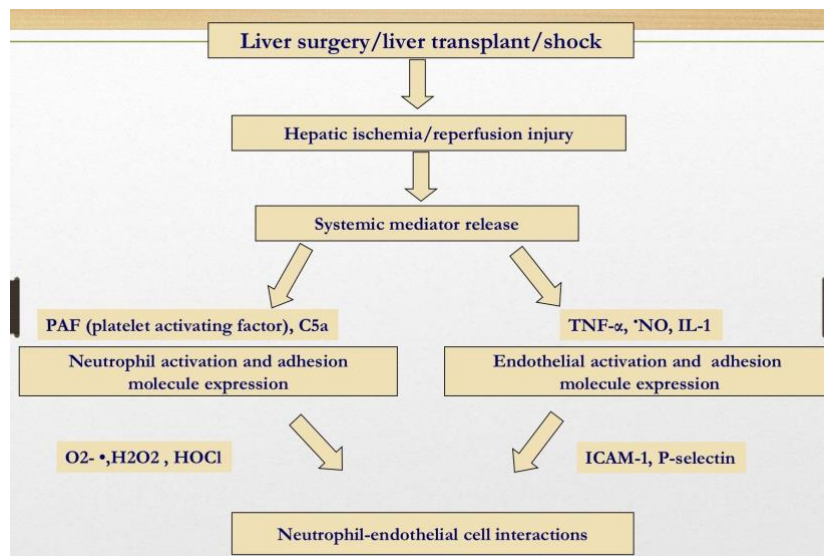 Liver surgery/liver transplant/shock
Hepatic ischemia/reperfusion injury
Systemic mediator release
PAF (platelet activating factor), C5a
TNF-α, •NO, IL-1
Neutrophil activation and adhesion
molecule expression
Endothelial activation and adhesion
molecule expression
O2- •,H2O2 , HOCl
ICAM-1, P-selectin
Neutrophil-endothelial cell interactions